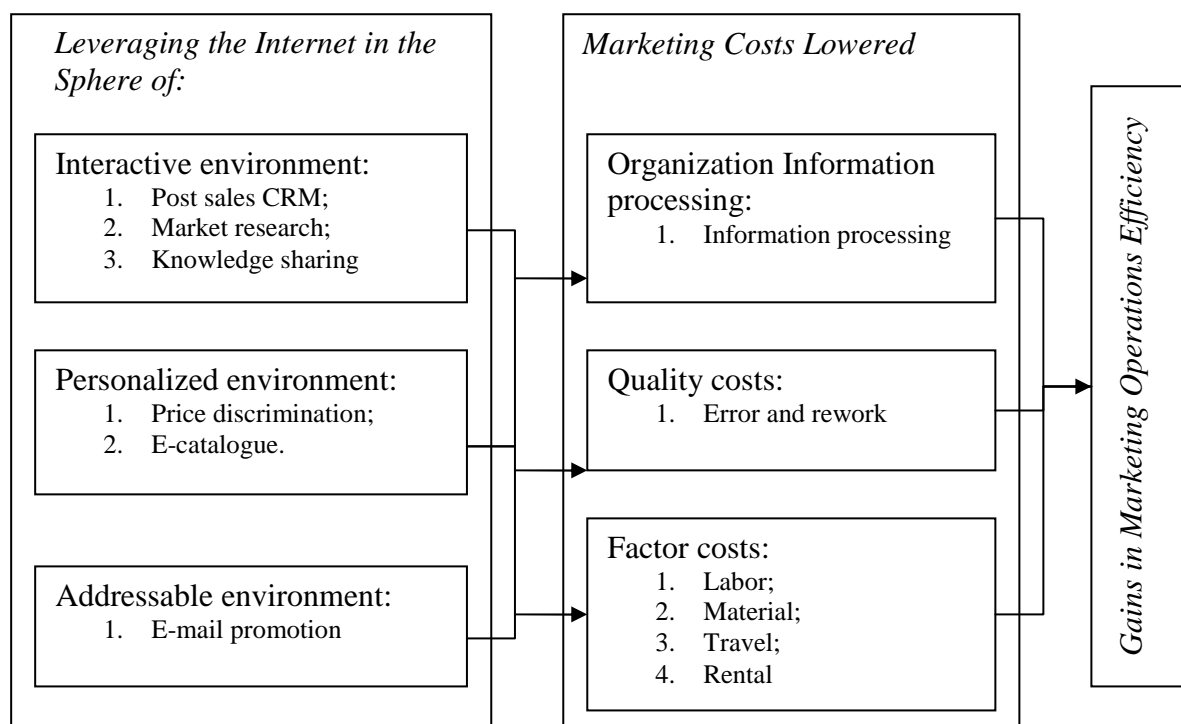 Leveraging the Internet in the
Sphere of:
Interactive environment:
1. Post sales CRM;
2. Market research;
3. Knowledge sharing
Personalized environment:
1. Price discrimination;
2. E-catalogue.
Addressable environment:
1. E-mail promotion
Marketing Costs Lowered
Organization Information
processing:
1. Information processing
Quality costs:
1. Error and rework
Factor costs:
1. Labor;
2. Material;
3. Travel;
4. Rental
Gains in Marketing Operations Efficiency